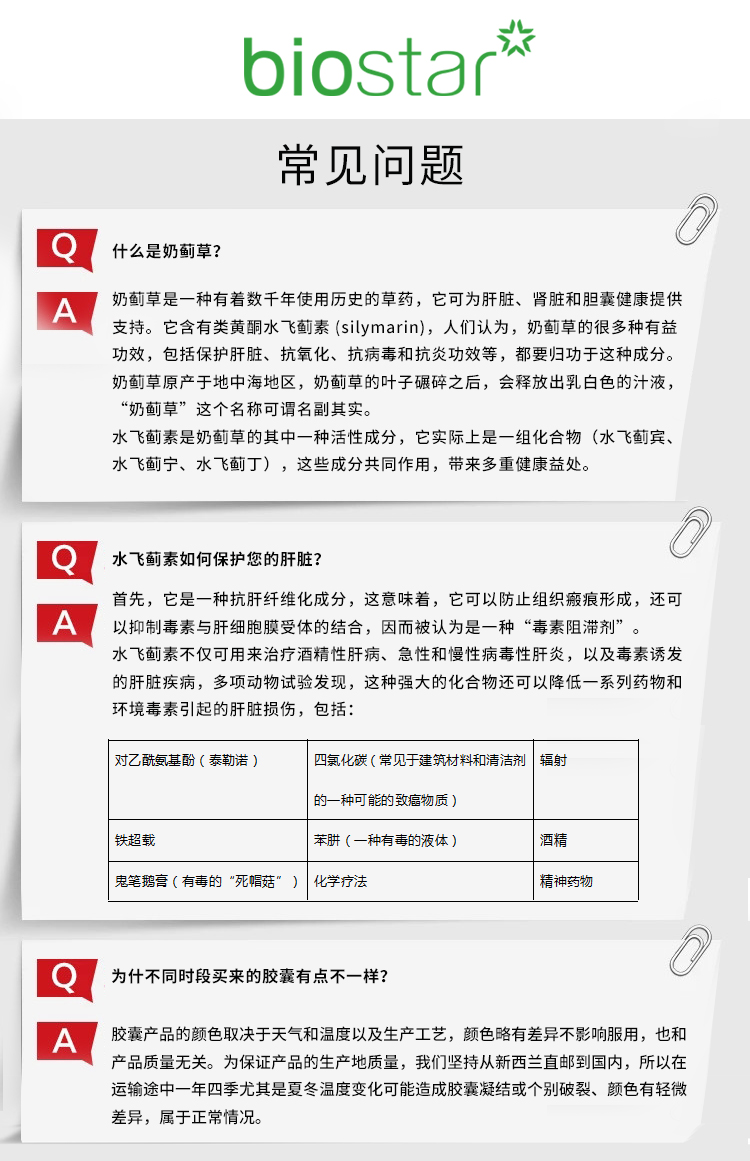 biostar
常见问题
Q
什么是奶蓟草？
A
奶蓟草是一种有着数千年使用历史的草药，它可为肝脏、肾脏和胆囊健康提供
支持。它含有类黄酮水飞蓟素 (silymarin)，人们认为，奶蓟草的很多种有益
功效，包括保护肝脏、抗氧化、抗病毒和抗炎功效等，都要归功于这种成分。
奶蓟草原产于地中海地区，奶蓟草的叶子碾碎之后，会释放出乳白色的汁液，
“奶蓟草”这个名称可谓名副其实。
水飞蓟素是奶蓟草的其中一种活性成分，它实际上是一组化合物（水飞蓟宾、
水飞蓟宁、水飞蓟丁），这些成分共同作用，带来多重健康益处。
Q
水飞蓟素如何保护您的肝脏？
A
首先，它是一种抗肝纤维化成分，这意味着，它可以防止组织瘢痕形成，还可
以抑制毒素与肝细胞膜受体的结合，因而被认为是一种“毒素阻滞剂”。
水飞蓟素不仅可用来治疗酒精性肝病、急性和慢性病毒性肝炎，以及毒素诱发
的肝脏疾病，多项动物试验发现，这种强大的化合物还可以降低一系列药物和
环境毒素引起的肝脏损伤，包括：
对乙酰氨基酚（泰勒诺）
四氯化碳（常见于建筑材料和清洁剂
的一种可能的致癌物质）
辐射
铁超载
苯肼（一种有毒的液体）
酒精
鬼笔鹅膏（有毒的“死帽菇”）
化学疗法
精神药物
Q
为什不同时段买来的胶囊有点不一样？
A
胶囊产品的颜色取决于天气和温度以及生产工艺，颜色略有差异不影响服用，也和
产品质量无关。为保证产品的生产地质量，我们坚持从新西兰直邮到国内，所以在
运输途中一年四季尤其是夏冬温度变化可能造成胶囊凝结或个别破裂、颜色有轻微
差异，属于正常情况。